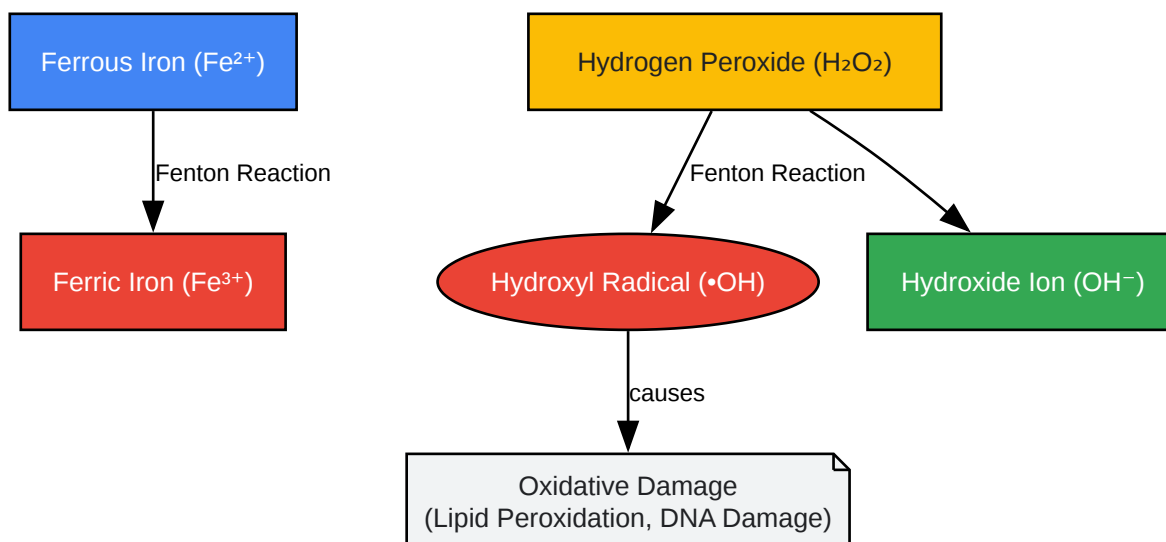 Ferrous Iron (Fe²⁺)
Hydrogen Peroxide (H₂O₂)
Fenton Reaction
Fenton Reaction
Ferric Iron (Fe³⁺)
Hydroxyl Radical (•OH)
Hydroxide Ion (OH⁻)
causes
Oxidative Damage
(Lipid Peroxidation, DNA Damage)